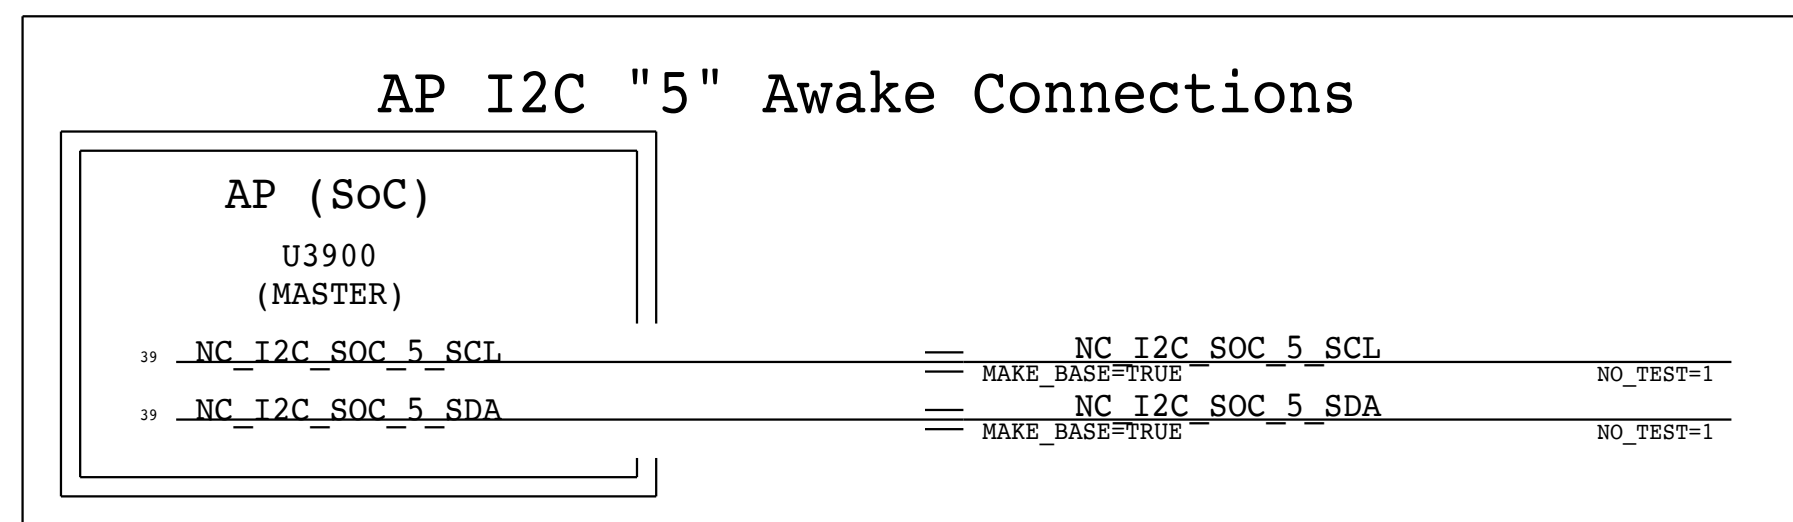 AP I2C "5" Awake Connections
AP (SoC)
U3900
(MASTER)
39 NC_I2C_SOC_5_SCL NC_I2C_SOC_5_SCL
MAKE_BASE=TRUE NO_TEST=1
39 NC_I2C_SOC_5_SDA NC_I2C_SOC_5_SDA
MAKE_BASE=TRUE NO_TEST=1